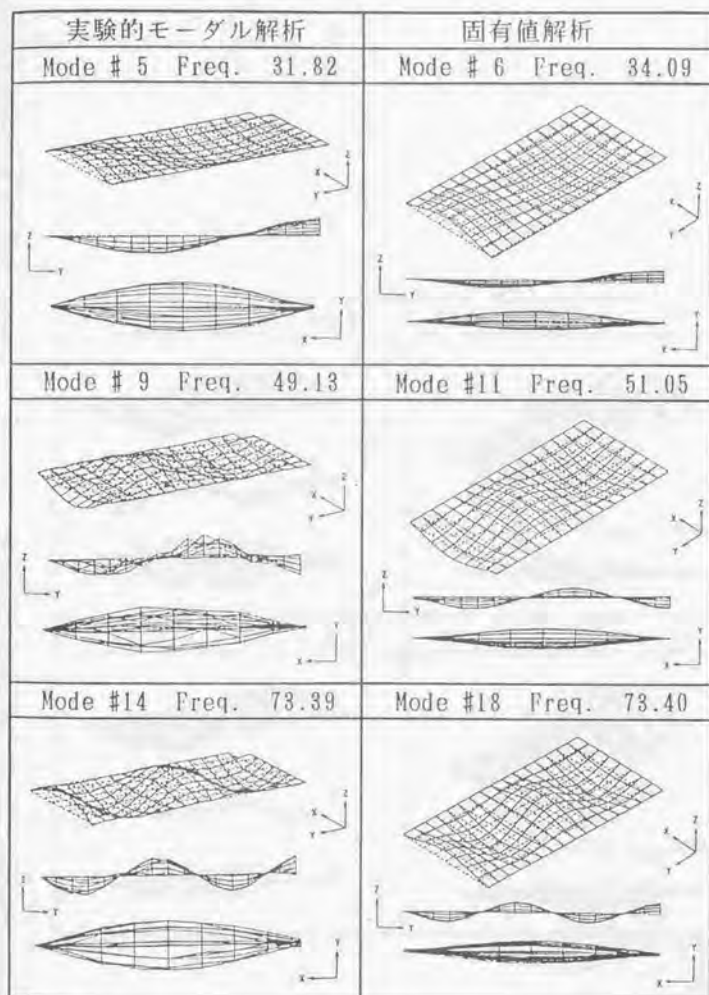 実験的モーダル解析 固有値解析
Mode # 5 Freq. 31.82 Mode # 6 Freq. 34.09
Z
X
Y
Z
Y
Y
X
Z
X
Y
Z
Y
Y
X
Mode # 9 Freq. 49.13 Mode #11 Freq. 51.05
Z
X
Y
Z
Y
Y
X
Z
X
Y
Z
Y
Y
X
Mode #14 Freq. 73.39 Mode #18 Freq. 73.40
Z
X
Y
Z
Y
Y
X
Z
X
Y
Z
Y
Y
X